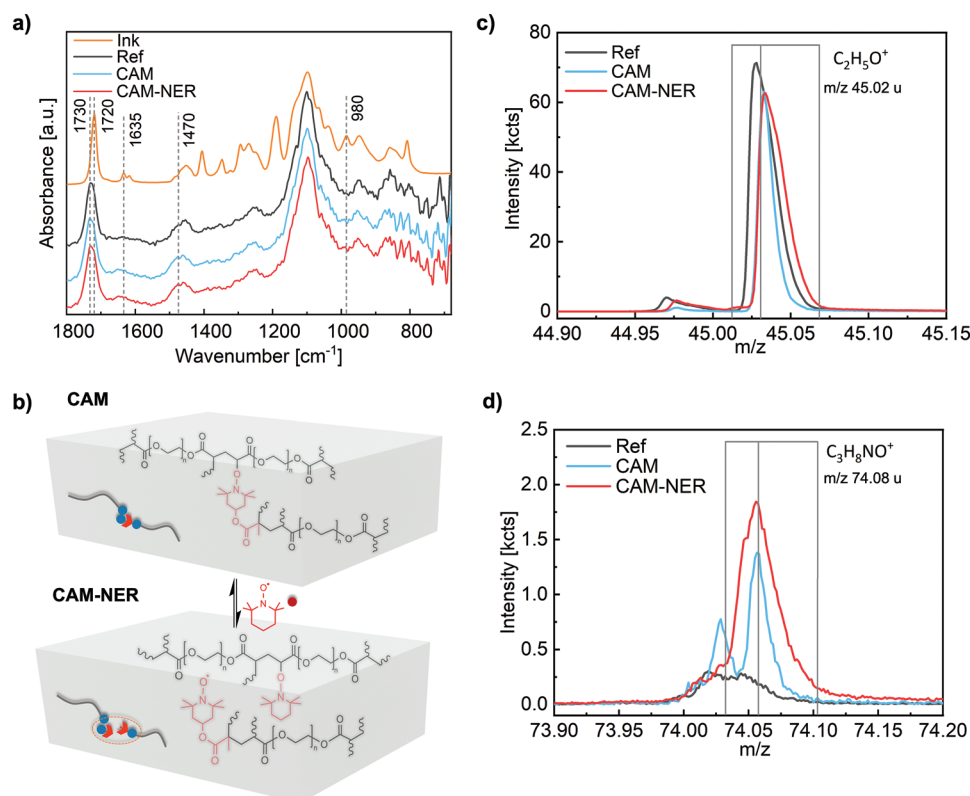 a)
Ink
Ref
CAM
CAM-NER
1730
1720
1635
1470
980
Absorbance [a.u.]
1800 1600 1400 1200 1000 800
Wavenumber [cm⁻¹]
b)
CAM
O O O O O O
n n
O
N
O
O O O O
n
CAM-NER
O•
N
O O O O O O
n n
O•
N
O
N
O
O O O O
n
c)
Ref
CAM
CAM-NER
C₂H₅O⁺
m/z 45.02 u
Intensity [kcts]
80
60
40
20
0
44.90 44.95 45.00 45.05 45.10 45.15
m/z
d)
Ref
CAM
CAM-NER
C₃H₈NO⁺
m/z 74.08 u
Intensity [kcts]
2.5
2.0
1.5
1.0
0.5
0.0
73.90 73.95 74.00 74.05 74.10 74.15 74.20
m/z